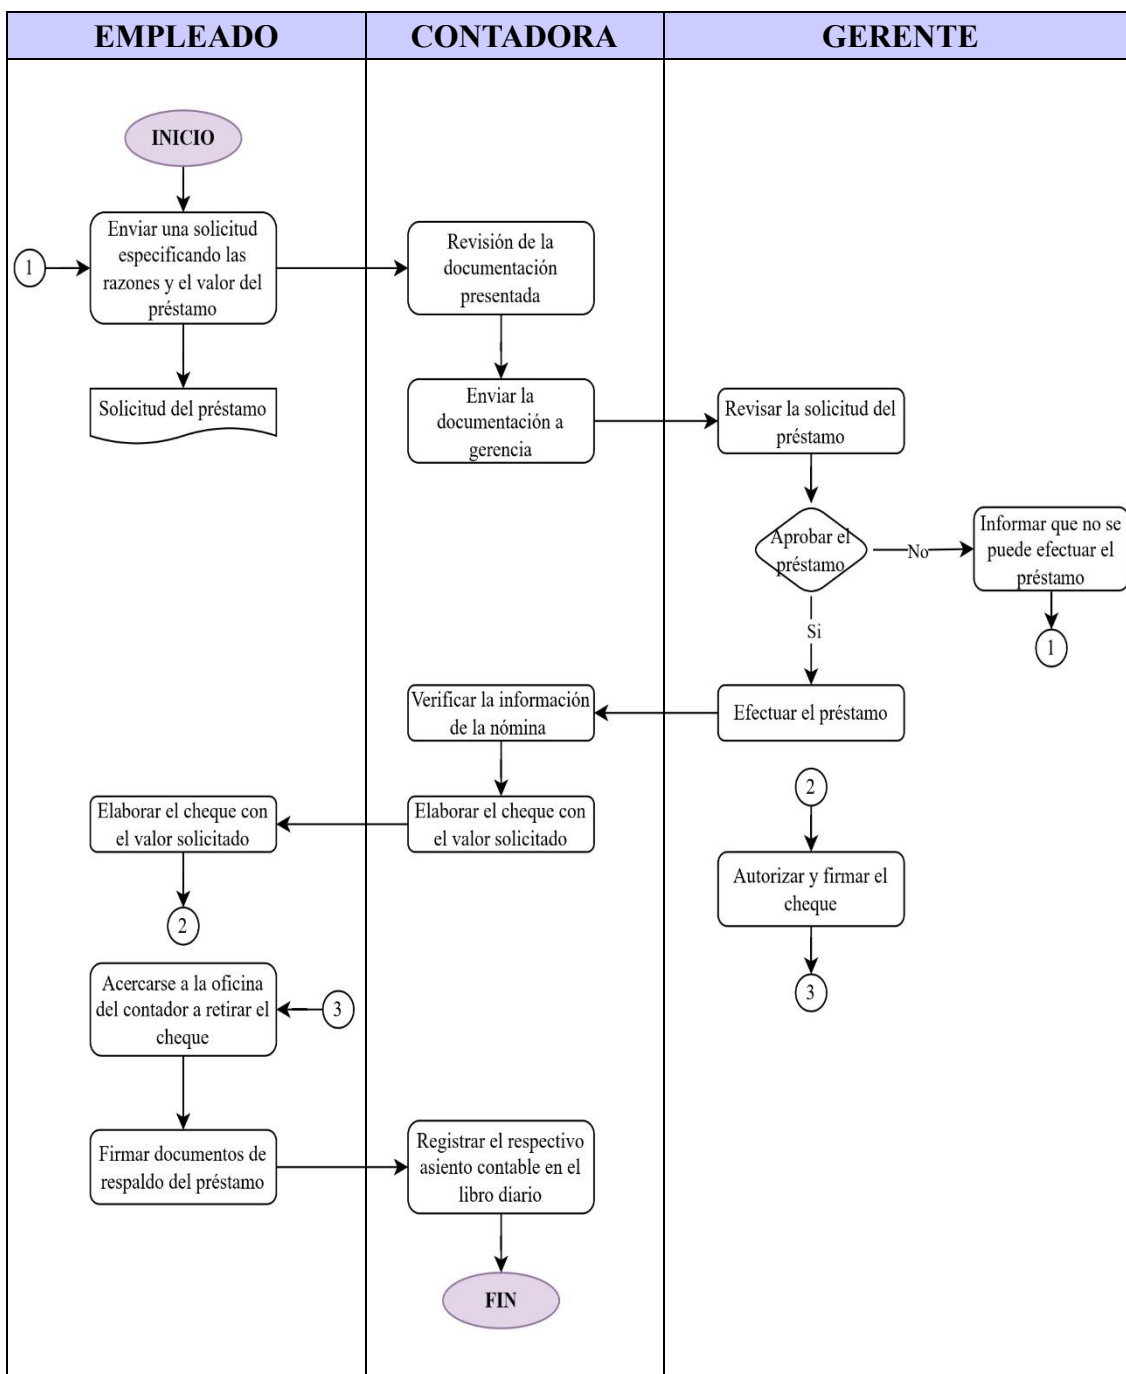 EMPLEADO
CONTADORA
GERENTE
INICIO
1
Enviar una solicitud
especificando las
razones y el valor del
préstamo
Revisión de la
documentación
presentada
Solicitud del préstamo
Enviar la
documentación a
gerencia
Revisar la solicitud del
préstamo
Aprobar el
préstamo
No
Informar que no se
puede efectuar el
préstamo
1
Si
Efectuar el préstamo
Verificar la información
de la nómina
Elaborar el cheque con
el valor solicitado
Elaborar el cheque con
el valor solicitado
2
2
Autorizar y firmar el
cheque
3
Acercarse a la oficina
del contador a retirar el
cheque
3
Firmar documentos de
respaldo del préstamo
Registrar el respectivo
asiento contable en el
libro diario
FIN